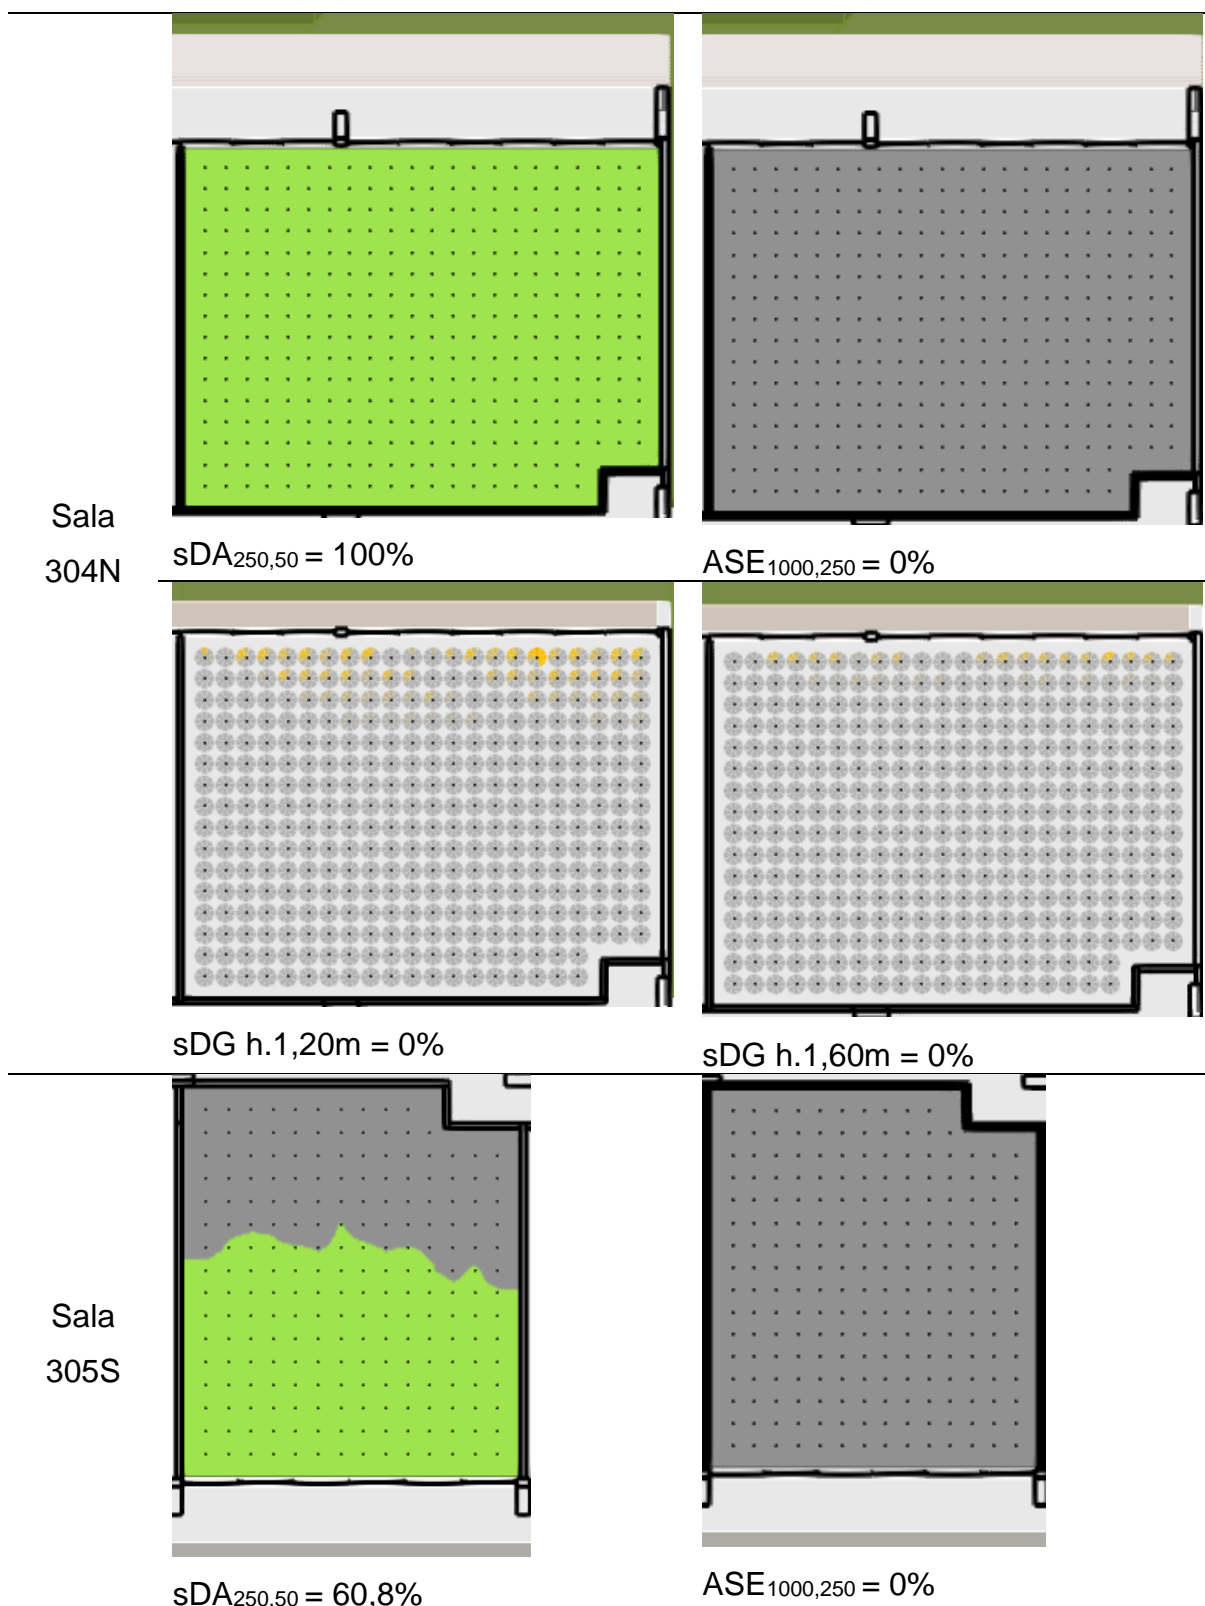 Sala
304N
sDA250,50 = 100%
ASE1000,250 = 0%
sDG h.1,20m = 0%
sDG h.1,60m = 0%
Sala
305S
sDA250,50 = 60,8%
ASE1000,250 = 0%